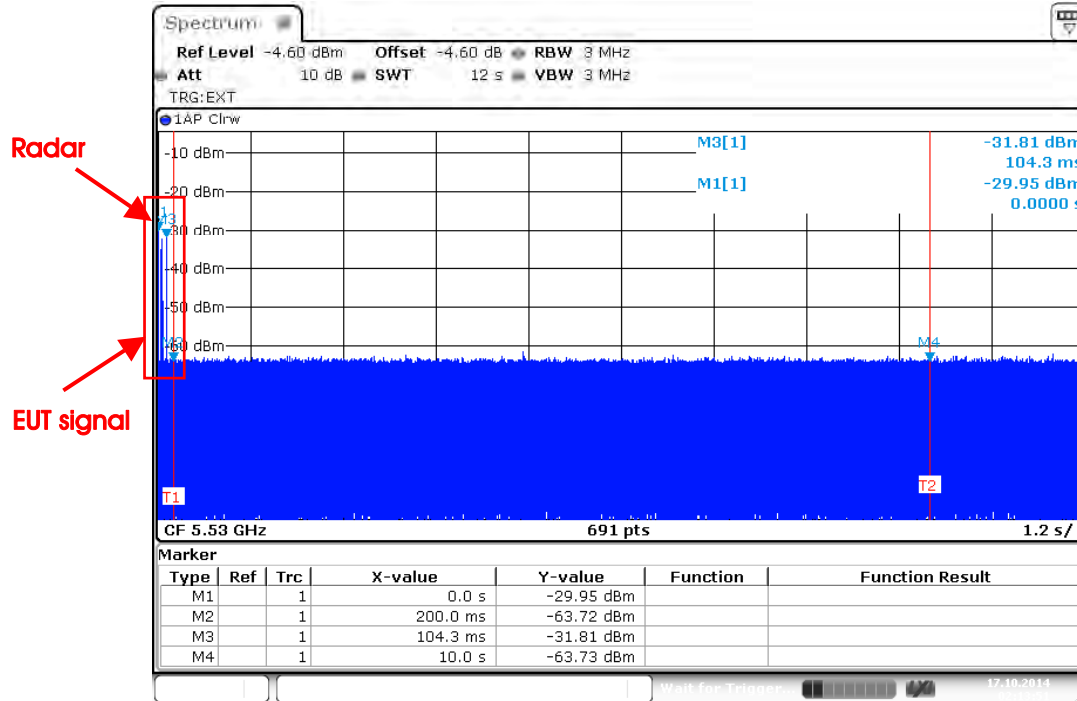 Spectrum
Ref Level -4.60 dBm Offset -4.60 dB RBW 3 MHz
Att 10 dB SWT 12 s VBW 3 MHz
TRG:EXT
1AP Clrw
Radar
EUT signal
M3[1] -31.81 dBm
104.3 ms
M1[1] -29.95 dBm
0.0000 s
-10 dBm
-20 dBm
-30 dBm
-40 dBm
-50 dBm
-60 dBm
M4
T1
T2
CF 5.53 GHz 691 pts 1.2 s/
Marker
Type Ref Trc X-value Y-value Function Function Result
M1 1 0.0 s -29.95 dBm
M2 1 200.0 ms -63.72 dBm
M3 1 104.3 ms -31.81 dBm
M4 1 10.0 s -63.73 dBm
Wait for Trigger... LXI 17.10.2014